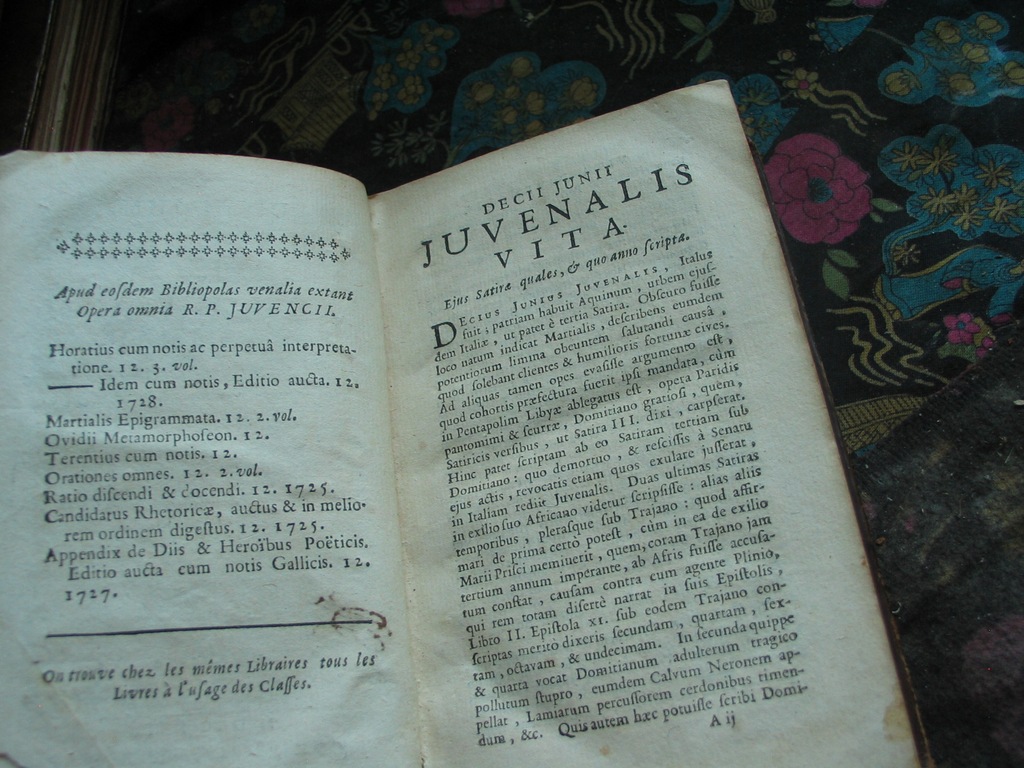 Apud eosdem Bibliopolas venalia extant
Opera omnia R. P. JUVENCII.
Horatius cum notis ac perpetuâ interpreta-
tione. 12. 3. vol.
Idem cum notis, Editio aucta. 12.
1728.
Martialis Epigrammata. 12. 2. vol.
Ovidii Metamorphoseon. 12.
Terentius cum notis. 12.
Orationes omnes. 12. 2. vol.
Ratio discendi & docendi. 12. 1725.
Candidatus Rhetoricæ, auctus & in melio-
rem ordinem digestus. 12. 1725.
Appendix de Diis & Heroïbus Poëticis.
Editio aucta cum notis Gallicis. 12.
1727.
On trouve chez les mêmes Libraires tous les
Livres à l'usage des Classes.
DECII JUNII
JUVENALIS
VITA.
Ejus Satiræ quales, & quo anno scripta.
DECIUS JUNIUS JUVENALIS, Italus
fuit; patriam habuit Aquinum, urbem ejus-
dem Italiæ, ut patet è tertia Satira. Obscuro fuisse
loco natum indicat Martialis, describens eumdem
potentiorum limina obeuntem salutandi causâ,
quod solebant clientes & humilioris fortunæ cives.
Ad aliquas tamen opes evasisse argumento est,
quod cohortis præfectura fuerit ipsi mandata, cùm
in Pentapolim Libyæ ablegatus est, opera Paridis
pantomimi & scurræ, Domitiano gratiosi, quem,
Satiricis versibus, ut Satira III. dixi, carpserat.
Hinc patet scriptam ab eo Satiram tertiam sub
Domitiano: quo demortuo, & rescissis à Senatu
ejus actis, revocatis etiam quos exulare jusserat,
in Italiam rediit Juvenalis. Duas ultimas Satiras
in exilio suo Africano videtur scripsisse: alias aliis
temporibus, plerasque sub Trajano: quod affir-
mari de prima certò potest, cùm in ea de exilio
Marii Prisci meminerit, quem, coram Trajano jam
tertium annum imperante, ab Afris fuisse accusa-
tum constat, causam contra eum agente Plinio,
qui rem totam disertè narrat in suis Epistolis,
Libro II. Epistola XI. sub eodem Trajano con-
scriptas meritò dixeris secundam, quartam, sex-
tam, octavam, & undecimam. In secunda quippe
& quarta vocat Domitianum adulterum tragico
pollutum stupro, eumdem Calvum Neronem ap-
pellat, Lamiarum percussorem cerdonibus timen-
dum, &c. Quis autem hæc potuisse scribi Domi-
A ij